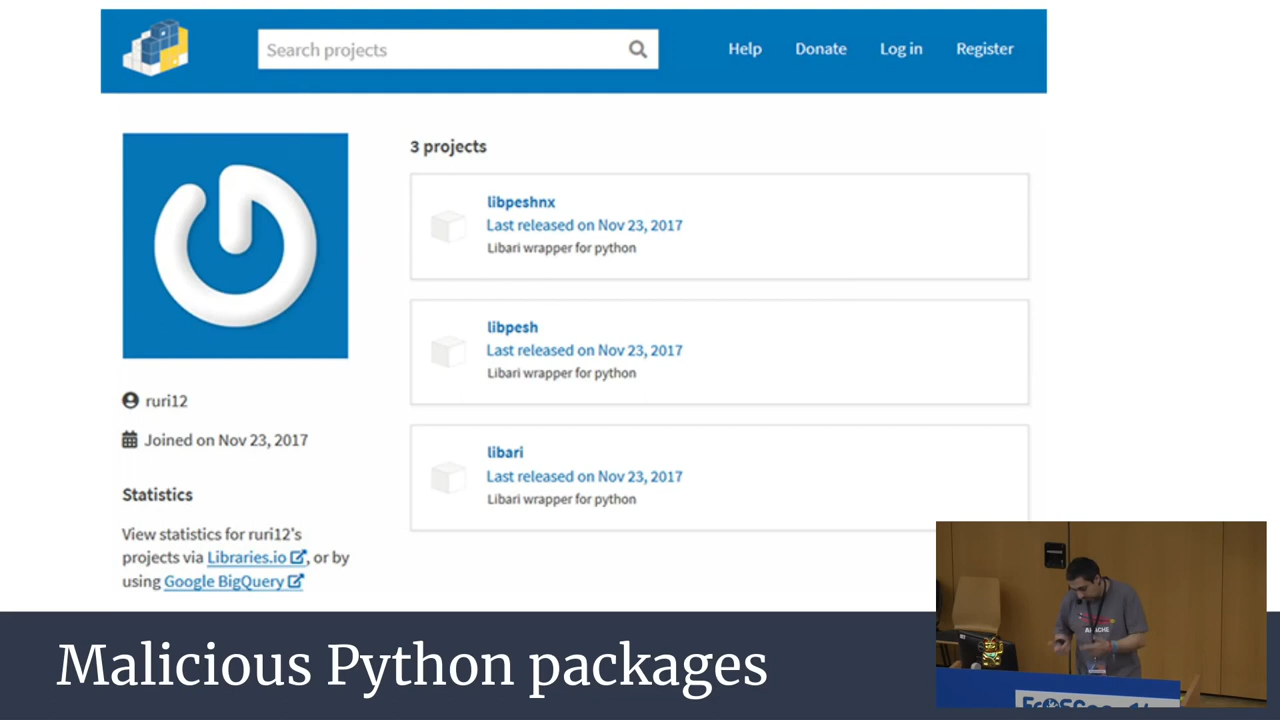 Search projects
Help
Donate
Log in
Register
3 projects
libpeshnx
Last released on Nov 23, 2017
Libari wrapper for python
libpesh
Last released on Nov 23, 2017
Libari wrapper for python
libari
Last released on Nov 23, 2017
Libari wrapper for python
ruri12
Joined on Nov 23, 2017
Statistics
View statistics for ruri12's
projects via Libraries.io, or by
using Google BigQuery
Malicious Python packages